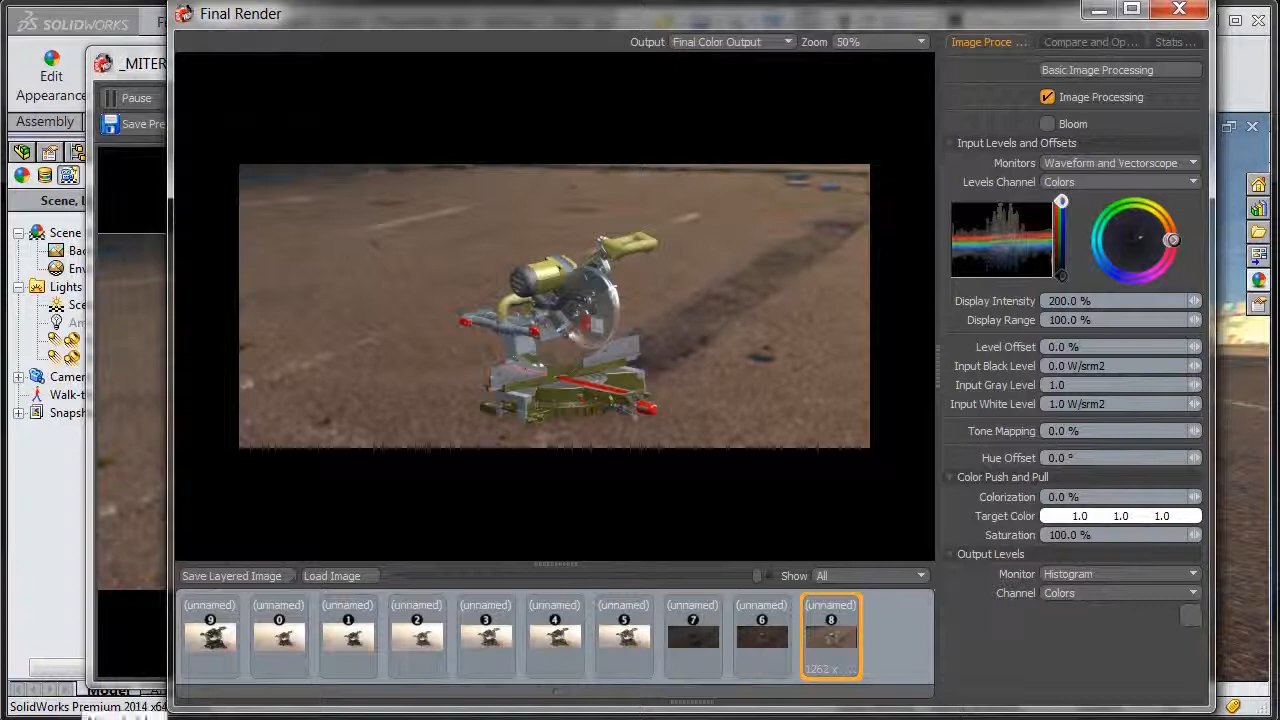 SOLIDWORKS
Final Render
Edit
Appearance
Assembly
_MITER
Pause
Save Pre
Output
Final Color Output
Zoom
50%
Image Proce ...
Compare and Op...
Statis ...
Basic Image Processing
Image Processing
Bloom
Input Levels and Offsets
Monitors
Waveform and Vectorscope
Levels Channel
Colors
Display Intensity
200.0 %
Display Range
100.0 %
Level Offset
0.0 %
Input Black Level
0.0 W/srm2
Input Gray Level
1.0
Input White Level
1.0 W/srm2
Tone Mapping
0.0 %
Hue Offset
0.0 °
Color Push and Pull
Colorization
0.0 %
Target Color
1.0 1.0 1.0
Saturation
100.0 %
Output Levels
Monitor
Histogram
Channel
Colors
Scene, L
Scene
Bac
Env
Lights
Sce
Am
Camer
Walk-t
Snapsh
Save Layered Image
Load Image
Show
All
(unnamed) (unnamed) (unnamed) (unnamed) (unnamed) (unnamed) (unnamed) (unnamed) (unnamed) (unnamed)
9 0 1 2 3 4 5 7 6 8
1262 x ...
Model
SolidWorks Premium 2014 x64